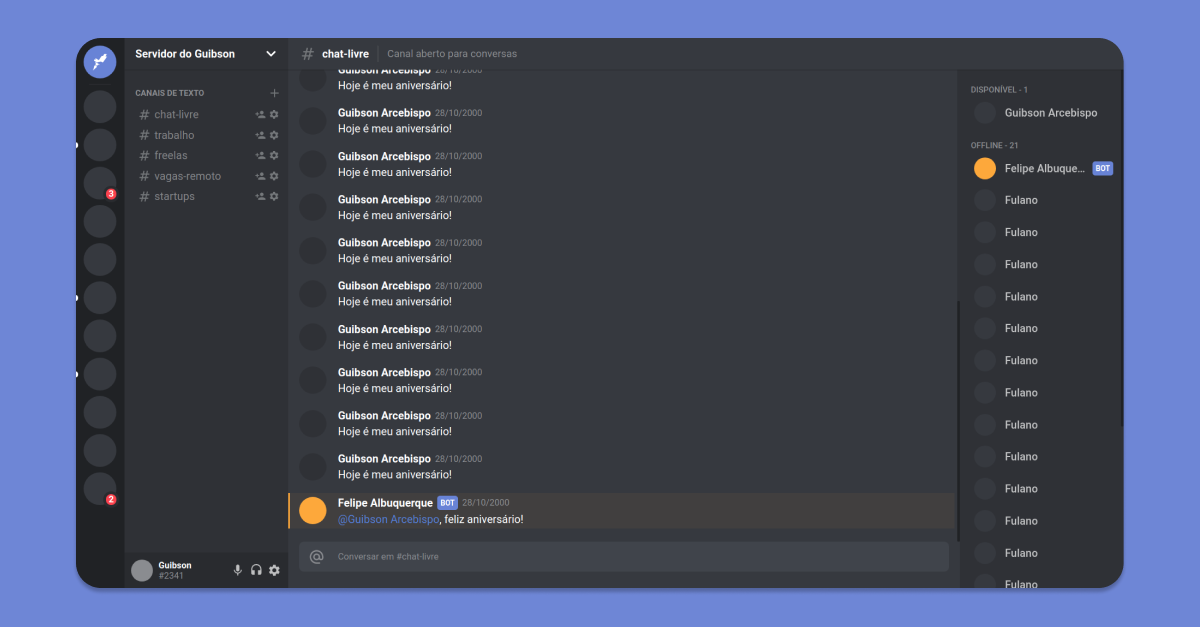 Servidor do Guibson
CANAIS DE TEXTO
# chat-livre
# trabalho
# freelas
# vagas-remoto
# startups
3
2
Guibson
#2341
# chat-livre Canal aberto para conversas
Guibson Arcebispo 28/10/2000
Hoje é meu aniversário!
Guibson Arcebispo 28/10/2000
Hoje é meu aniversário!
Guibson Arcebispo 28/10/2000
Hoje é meu aniversário!
Guibson Arcebispo 28/10/2000
Hoje é meu aniversário!
Guibson Arcebispo 28/10/2000
Hoje é meu aniversário!
Guibson Arcebispo 28/10/2000
Hoje é meu aniversário!
Guibson Arcebispo 28/10/2000
Hoje é meu aniversário!
Guibson Arcebispo 28/10/2000
Hoje é meu aniversário!
Guibson Arcebispo 28/10/2000
Hoje é meu aniversário!
Guibson Arcebispo 28/10/2000
Hoje é meu aniversário!
Felipe Albuquerque BOT 28/10/2000
@Guibson Arcebispo, feliz aniversário!
@ Conversar em #chat-livre
DISPONÍVEL - 1
Guibson Arcebispo
OFFLINE - 21
Felipe Albuque... BOT
Fulano
Fulano
Fulano
Fulano
Fulano
Fulano
Fulano
Fulano
Fulano
Fulano
Fulano
Fulano
Fulano